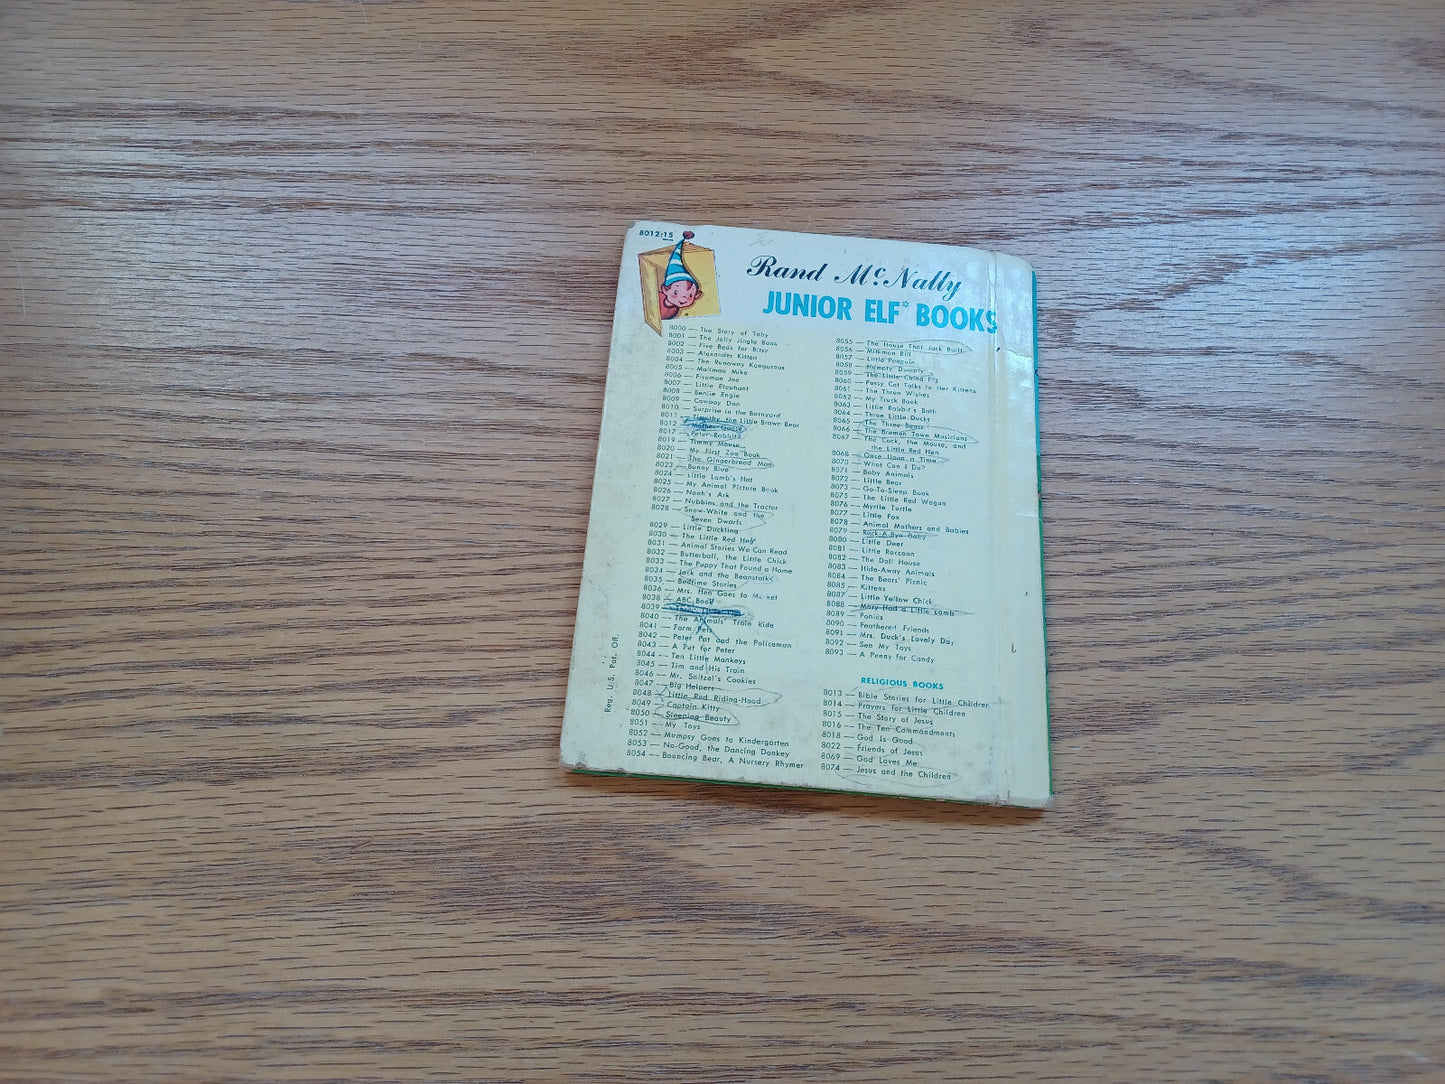 8012:15
Rand McNally
JUNIOR ELF* BOOKS
8000 — The Story of Toby
8001 — The Jolly Jingle Book
8002 — Five Beds for Bitsy
8003 — Alexander Kitten
8004 — The Runaway Kangaroos
8005 — Mailman Mike
8006 — Fireman Joe
8007 — Little Elephant
8008 — Benjie Engie
8009 — Cowboy Dan
8010 — Surprise in the Barnyard
8011 — Timothy, the Little Brown Bear
8012 — Mother Goose
8017 — Peter Rabbit
8019 — Timmy Mouse
8020 — My First Zoo Book
8021 — The Gingerbread Man
8023 — Bunny Blue
8024 — Little Lamb's Hat
8025 — My Animal Picture Book
8026 — Noah's Ark
8027 — Nubbins and the Tractor
8028 — Snow-White and the
Seven Dwarfs
8029 — Little Duckling
8030 — The Little Red Hen
8031 — Animal Stories We Can Read
8032 — Butterball, the Little Chick
8033 — The Puppy That Found a Home
8034 — Jack and the Beanstalk
8035 — Bedtime Stories
8036 — Mrs. Hen Goes to Market
8038 — ABC Book
8039 —
8040 — The Animals' Train Ride
8041 — Farm Pets
8042 — Peter Pat and the Policeman
8043 — A Pet for Peter
8044 — Ten Little Monkeys
8045 — Tim and His Train
8046 — Mr. Snitzel's Cookies
8047 — Big Helpers
8048 — Little Red Riding-Hood
8049 — Captain Kitty
8050 — Sleeping Beauty
8051 — My Toys
8052 — Mumpsy Goes to Kindergarten
8053 — No-Good, the Dancing Donkey
8054 — Bouncing Bear, A Nursery Rhymer
8055 — The House That Jack Built
8056 — Milkman Bill
8057 — Little Penguin
8058 — Humpty Dumpty
8059 — The Little China Pig
8060 — Pussy Cat Talks to Her Kittens
8061 — The Three Wishes
8062 — My Truck Book
8063 — Little Rabbit's Bath
8064 — Three Little Ducks
8065 — The Three Bears
8066 — The Bremen Town Musicians
8067 — The Cock, the Mouse, and
the Little Red Hen
8068 — Once Upon a Time
8070 — What Can I Do?
8071 — Baby Animals
8072 — Little Bear
8073 — Go-To-Sleep Book
8075 — The Little Red Wagon
8076 — Myrtle Turtle
8077 — Little Fox
8078 — Animal Mothers and Babies
8079 — Rock-A-Bye Baby
8080 — Little Deer
8081 — Little Raccoon
8082 — The Doll House
8083 — Hide-Away Animals
8084 — The Bears' Picnic
8085 — Kittens
8087 — Little Yellow Chick
8088 — Mary Had a Little Lamb
8089 — Ponies
8090 — Feathered Friends
8091 — Mrs. Duck's Lovely Day
8092 — See My Toys
8093 — A Penny for Candy
RELIGIOUS BOOKS
8013 — Bible Stories for Little Children
8014 — Prayers for Little Children
8015 — The Story of Jesus
8016 — The Ten Commandments
8018 — God Is Good
8022 — Friends of Jesus
8069 — God Loves Me
8074 — Jesus and the Children
Reg. U.S. Pat. Off.